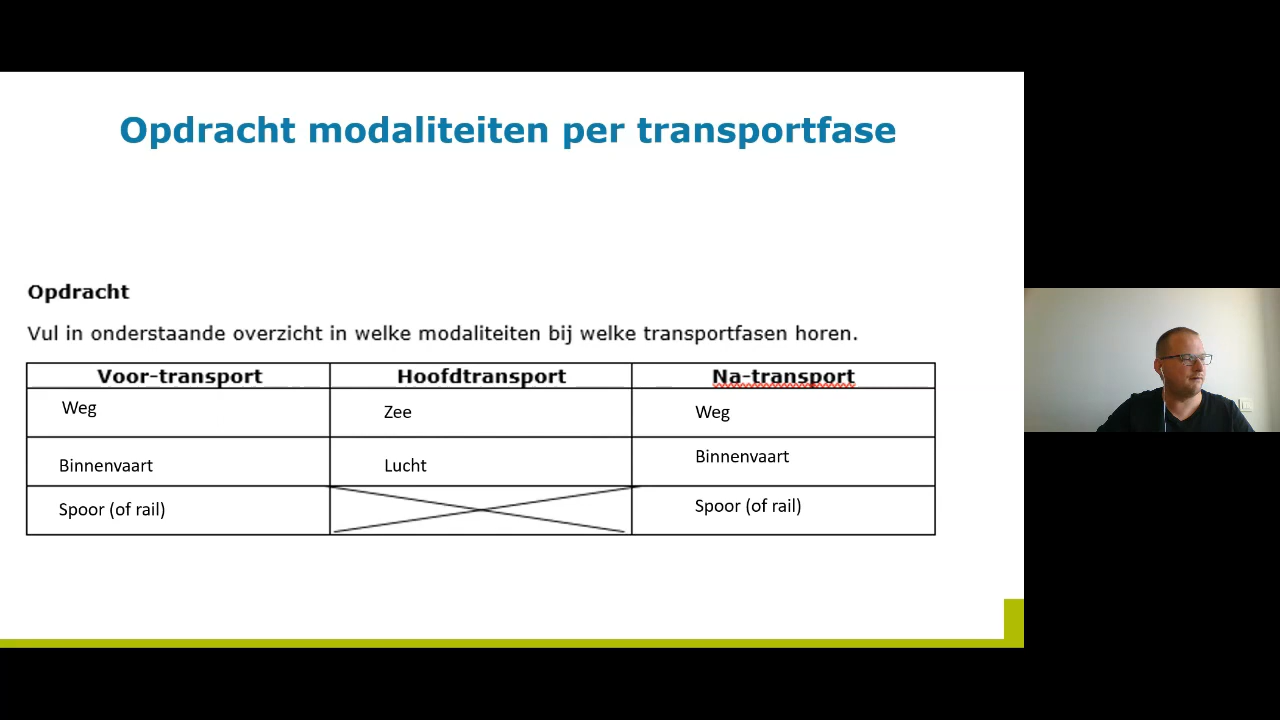 Opdracht modaliteiten per transportfase
Opdracht
Vul in onderstaande overzicht in welke modaliteiten bij welke transportfasen horen.
Voor-transport Hoofdtransport Na-transport
Weg Zee Weg
Binnenvaart Lucht Binnenvaart
Spoor (of rail) Spoor (of rail)